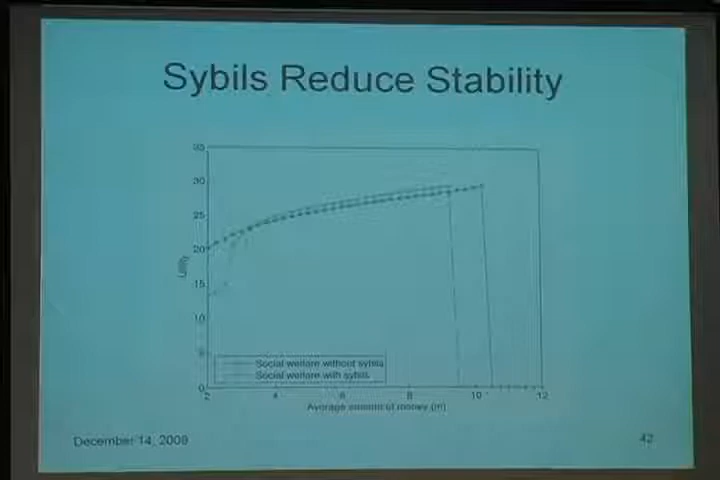 Sybils Reduce Stability
35
30
25
20
15
10
5
0
Utility
Social welfare without sybils
Social welfare with sybils
2 4 6 8 10 12
Average amount of money (m)
December 14, 2009
42